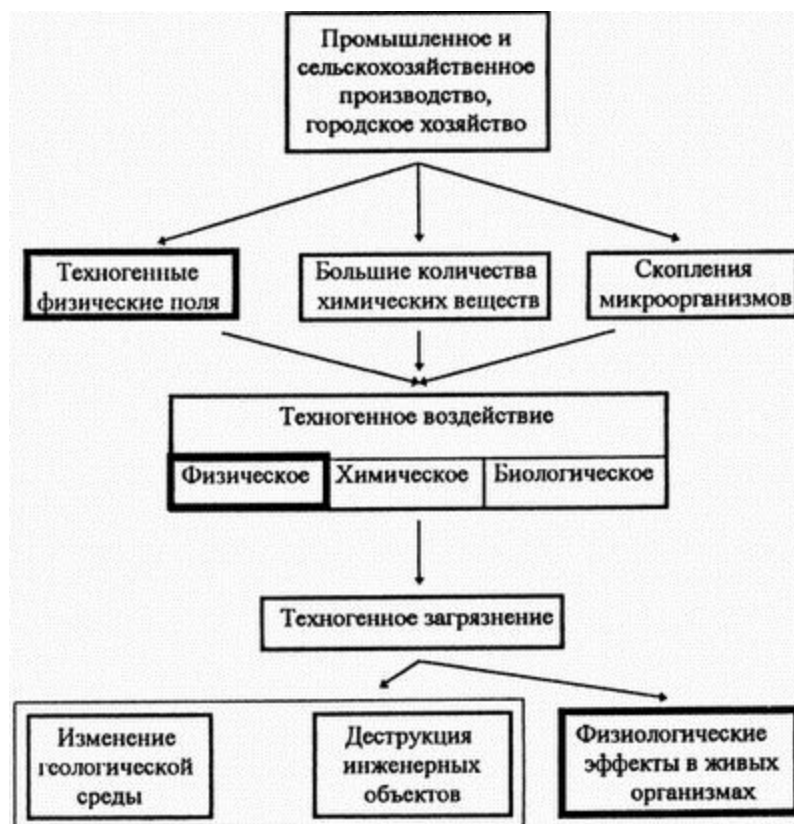 Промышленное и
сельскохозяйственное
производство,
городское хозяйство
Техногенные
физические поля
Большие количества
химических веществ
Скопления
микроорганизмов
Техногенное воздействие
Физическое
Химическое
Биологическое
Техногенное загрязнение
Изменение
геологической
среды
Деструкция
инженерных
объектов
Физиологические
эффекты в живых
организмах